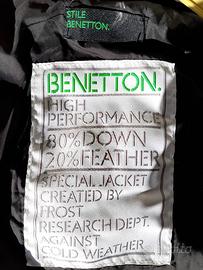 STILE
BENETTON.
BENETTON.
HIGH
PERFORMANCE
80%DOWN
20%FEATHER
SPECIAL JACKET
CREATED BY
FROST
RESEARCH DEPT.
AGAINST
COLD WEATHER